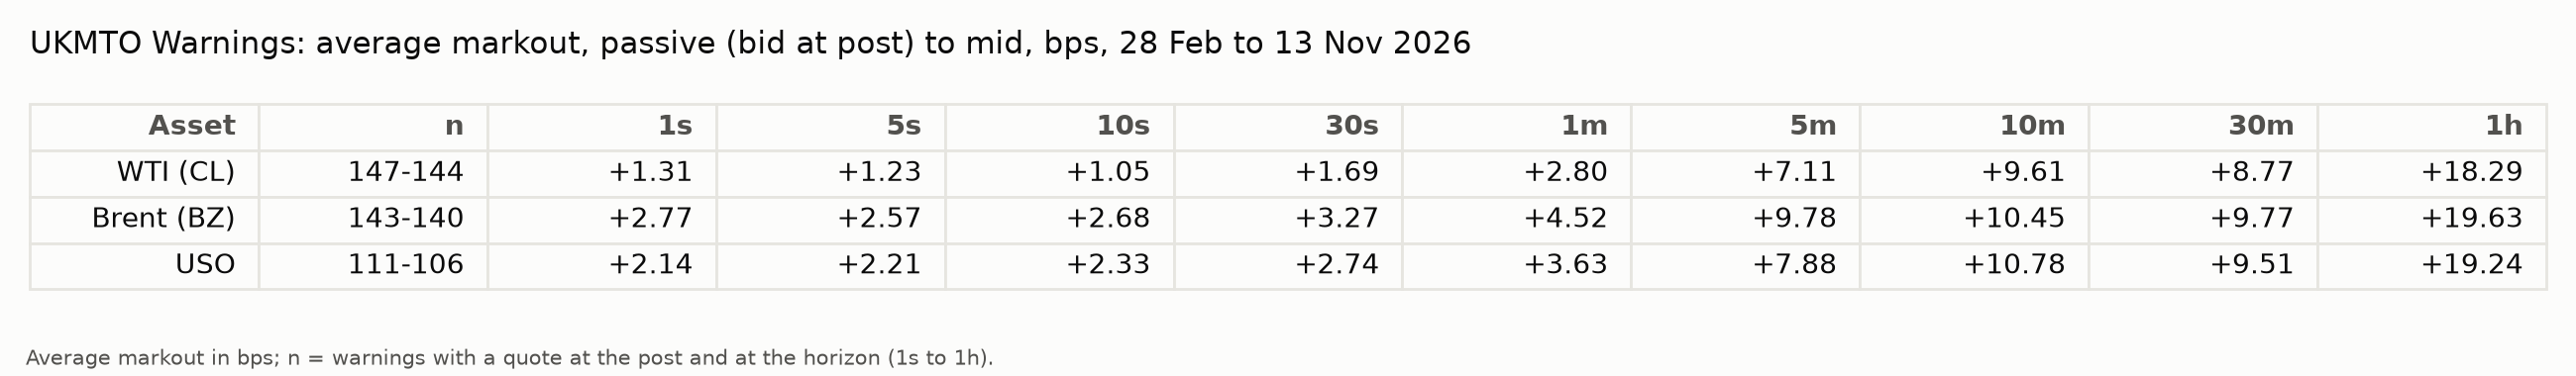 UKMTO Warnings: average markout, passive (bid at post) to mid, bps, 28 Feb to 13 Nov 2026
Asset n 1s 5s 10s 30s 1m 5m 10m 30m 1h
WTI (CL) 147-144 +1.31 +1.23 +1.05 +1.69 +2.80 +7.11 +9.61 +8.77 +18.29
Brent (BZ) 143-140 +2.77 +2.57 +2.68 +3.27 +4.52 +9.78 +10.45 +9.77 +19.63
USO 111-106 +2.14 +2.21 +2.33 +2.74 +3.63 +7.88 +10.78 +9.51 +19.24
Average markout in bps; n = warnings with a quote at the post and at the horizon (1s to 1h).